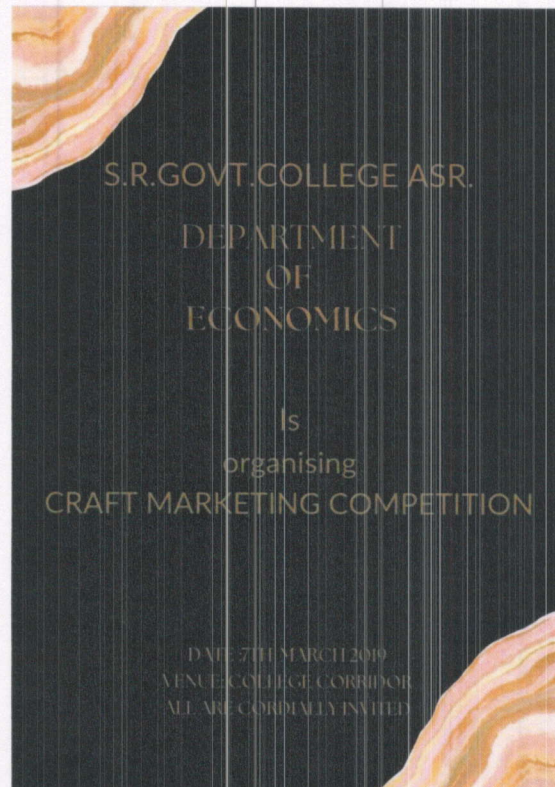 S.R.GOVT.COLLEGE ASR.
DEPARTMENT
OF
ECONOMICS
Is
organising
CRAFT MARKETING COMPETITION
DATE :7TH MARCH 2019
VENUE: COLLEGE CORRIDOR
ALL ARE CORDIALLY INVITED